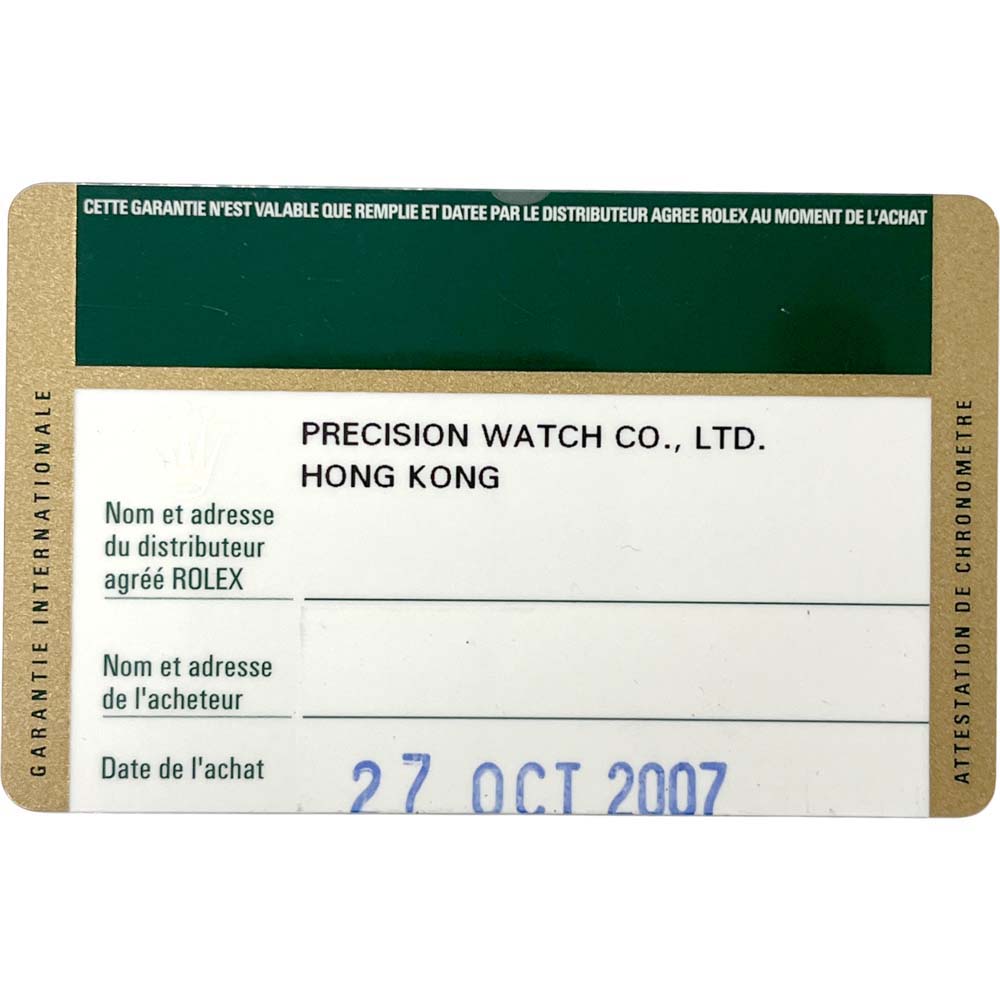 CETTE GARANTIE N'EST VALABLE QUE REMPLIE ET DATEE PAR LE DISTRIBUTEUR AGREE ROLEX AU MOMENT DE L'ACHAT
GARANTIE INTERNATIONALE
PRECISION WATCH CO., LTD.
HONG KONG
Nom et adresse
du distributeur
agréé ROLEX
Nom et adresse
de l'acheteur
Date de l'achat
27 OCT 2007
ATTESTATION DE CHRONOMETRE